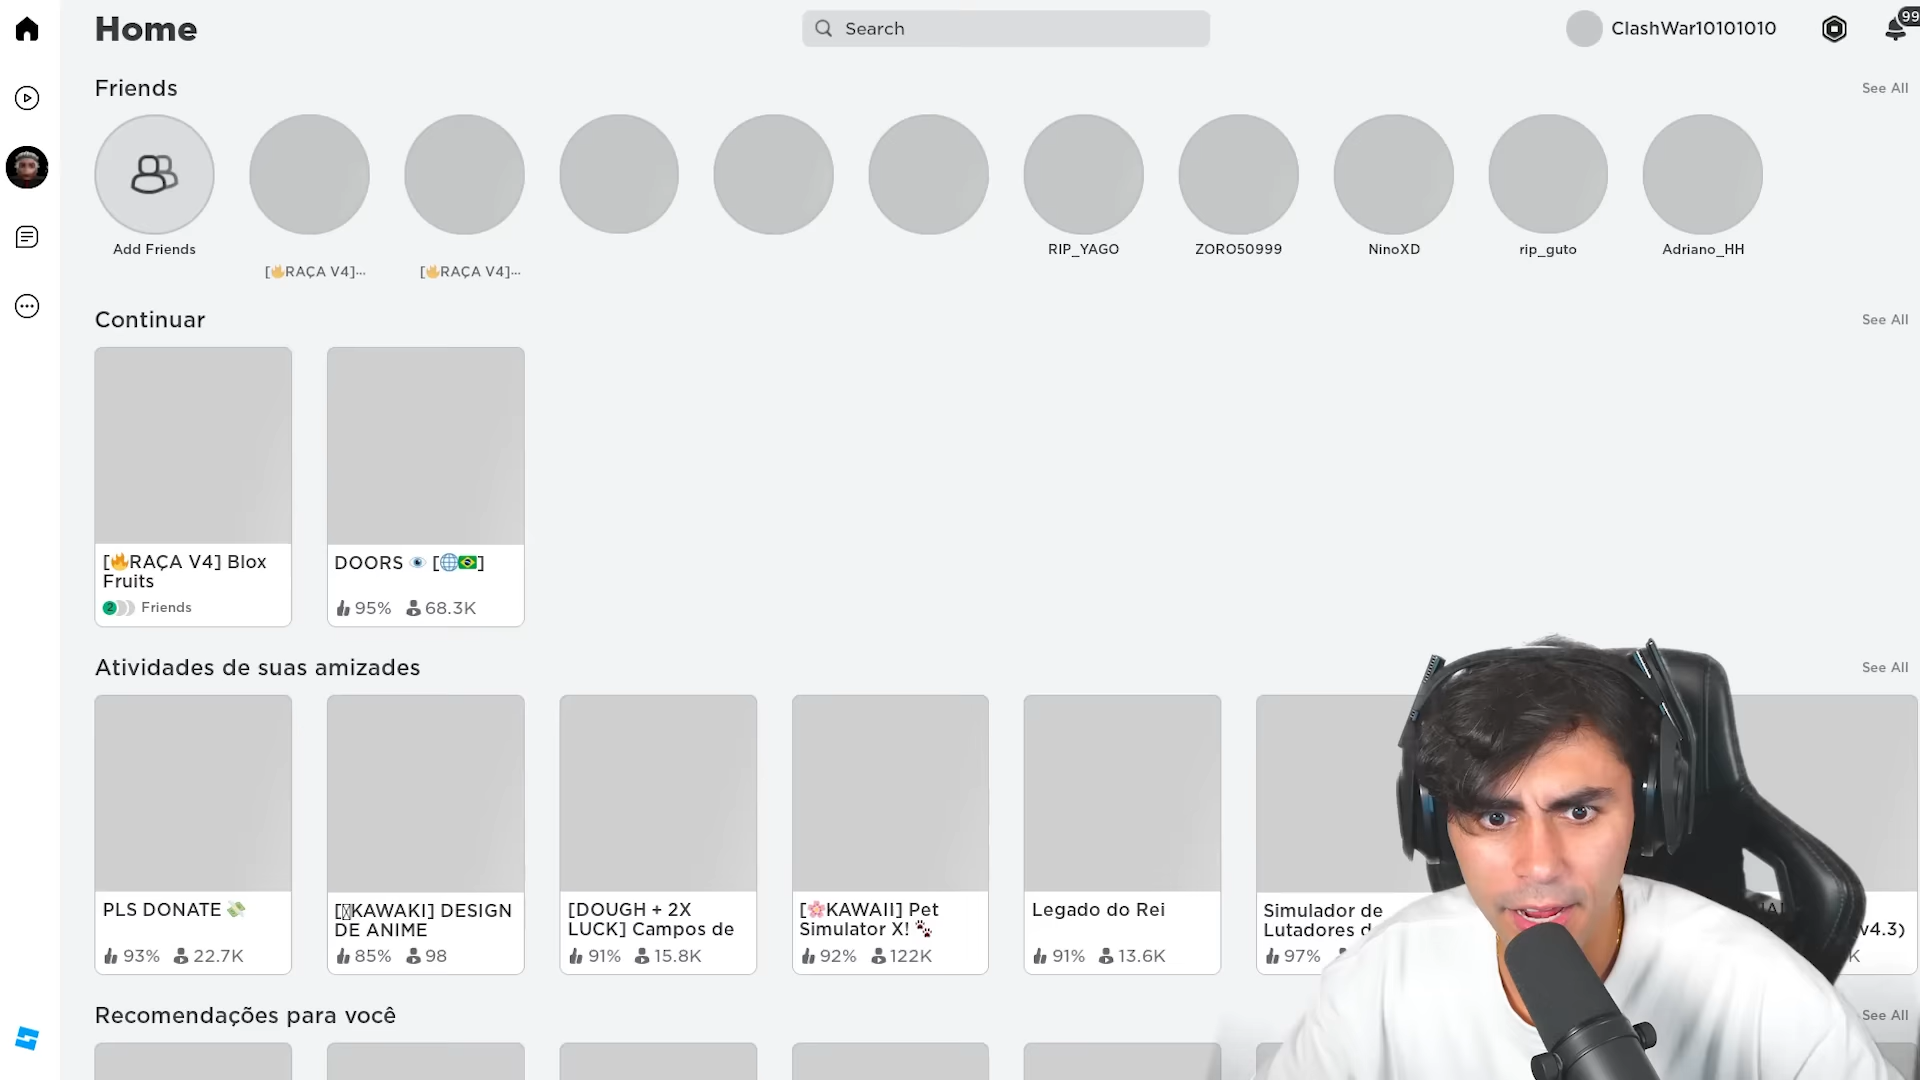 Home
Search
ClashWar10101010
99
Friends
See All
Add Friends
RIP_YAGO
ZORO50999
NinoXD
rip_guto
Adriano_HH
[🔥RAÇA V4]...
[🔥RAÇA V4]...
Continuar
See All
[🔥RAÇA V4] Blox
Fruits
2 Friends
DOORS 👁️ [🌐🇧🇷]
95% 68.3K
Atividades de suas amizades
See All
PLS DONATE 💸
93% 22.7K
[KAWAKI] DESIGN
DE ANIME
85% 98
[DOUGH + 2X
LUCK] Campos de
91% 15.8K
[🌸KAWAII] Pet
Simulator X! 🐾
92% 122K
Legado do Rei
91% 13.6K
Simulador de
Lutadores
97%
v4.3)
K
Recomendações para você
See All